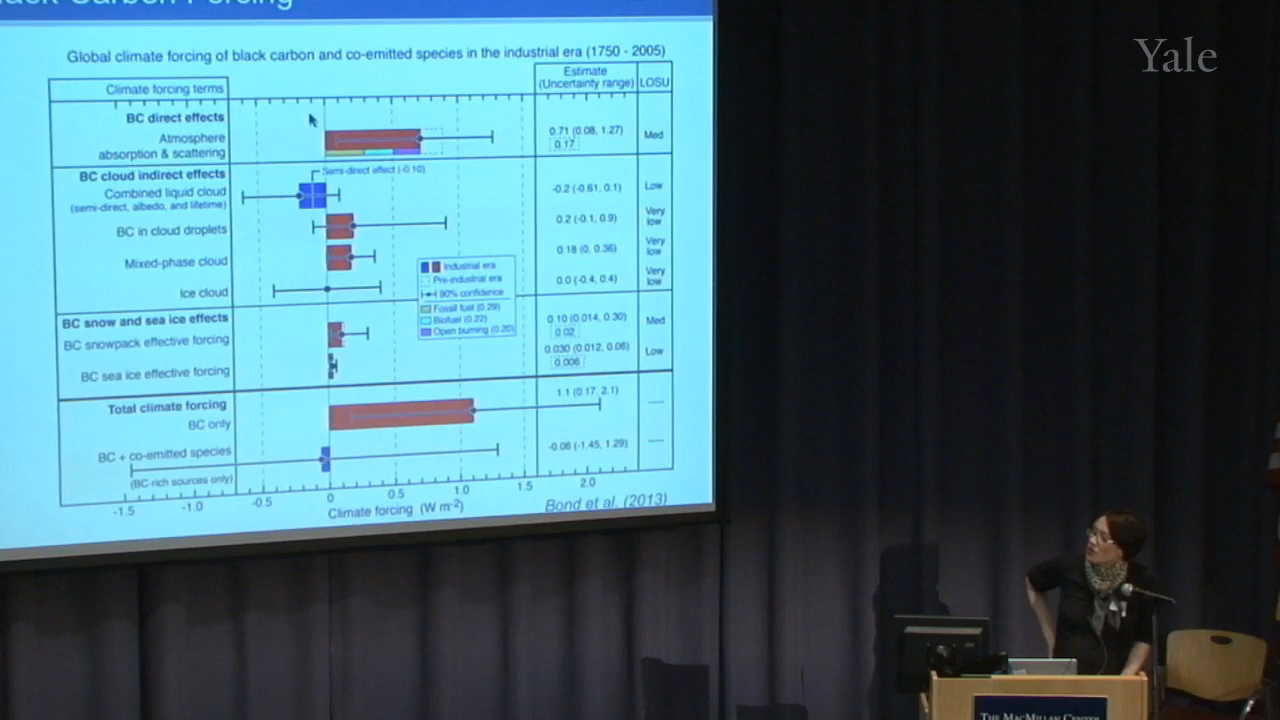 Black Carbon Forcing
Yale
Global climate forcing of black carbon and co-emitted species in the industrial era (1750 - 2005)
Climate forcing terms
Estimate
(Uncertainty range)
LOSU
BC direct effects
Atmosphere
absorption & scattering
0.71 (0.08, 1.27)
0.17
Med
BC cloud indirect effects
Semi-direct effect (-0.10)
Combined liquid cloud
(semi-direct, albedo, and lifetime)
-0.2 (-0.61, 0.1)
Low
BC in cloud droplets
0.2 (-0.1, 0.9)
Very
low
Mixed-phase cloud
0.18 (0, 0.36)
Very
low
Ice cloud
0.0 (-0.4, 0.4)
Very
low
Industrial era
Pre-industrial era
90% confidence
Fossil fuel (0.29)
Biofuel (0.22)
Open burning (0.20)
BC snow and sea ice effects
BC snowpack effective forcing
0.10 (0.014, 0.30)
0.02
Med
BC sea ice effective forcing
0.030 (0.012, 0.06)
0.006
Low
Total climate forcing
BC only
1.1 (0.17, 2.1)
BC + co-emitted species
(BC-rich sources only)
-0.06 (-1.45, 1.29)
-1.5 -1.0 -0.5 0 0.5 1.0 1.5 2.0
Climate forcing (W m-2)
Bond et al. (2013)
THE MACMILLAN CENTER